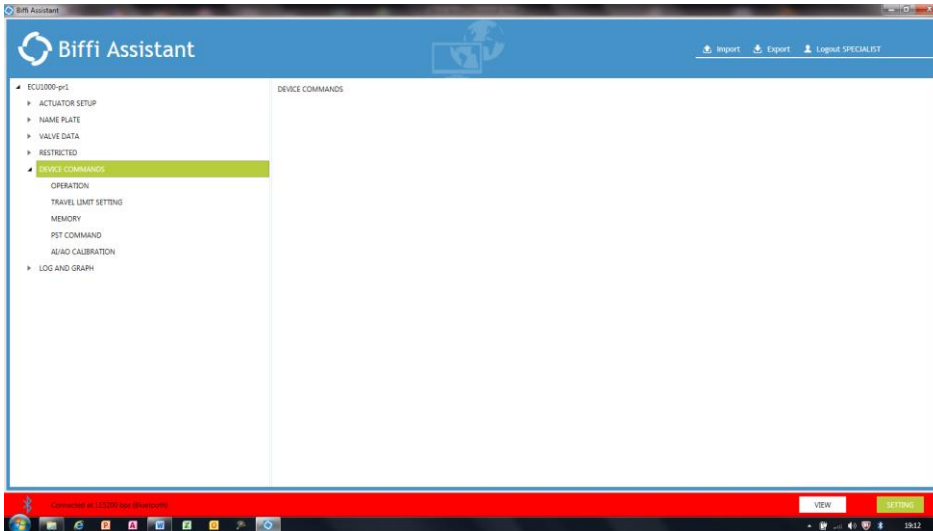 Biffi Assistant
Biffi Assistant
Import Export Logout SPECIALIST
ECU1000-pr1
ACTUATOR SETUP
NAME PLATE
VALVE DATA
RESTRICTED
DEVICE COMMANDS
OPERATION
TRAVEL LIMIT SETTING
MEMORY
PST COMMAND
AI/AO CALIBRATION
LOG AND GRAPH
DEVICE COMMANDS
Connected at 115200 bps (Bluetooth)
VIEW SETTING
19:12